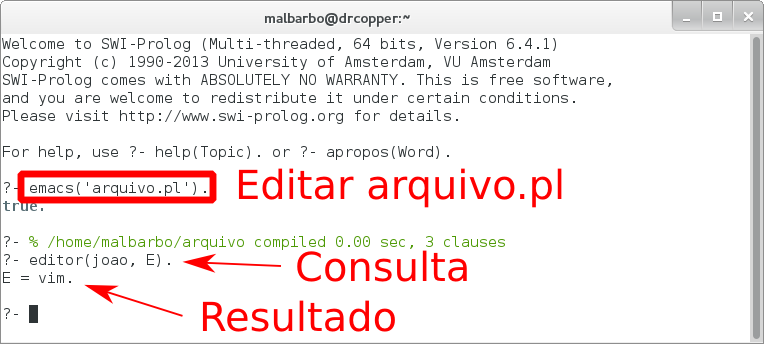 malbarbo@drcopper:~
Welcome to SWI-Prolog (Multi-threaded, 64 bits, Version 6.4.1)
Copyright (c) 1990-2013 University of Amsterdam, VU Amsterdam
SWI-Prolog comes with ABSOLUTELY NO WARRANTY. This is free software,
and you are welcome to redistribute it under certain conditions.
Please visit http://www.swi-prolog.org for details.
For help, use ?- help(Topic). or ?- apropos(Word).
?- emacs('arquivo.pl'). Editar arquivo.pl
true.
?- % /home/malbarbo/arquivo compiled 0.00 sec, 3 clauses
?- editor(joao, E). Consulta
E = vim.
Resultado
?-